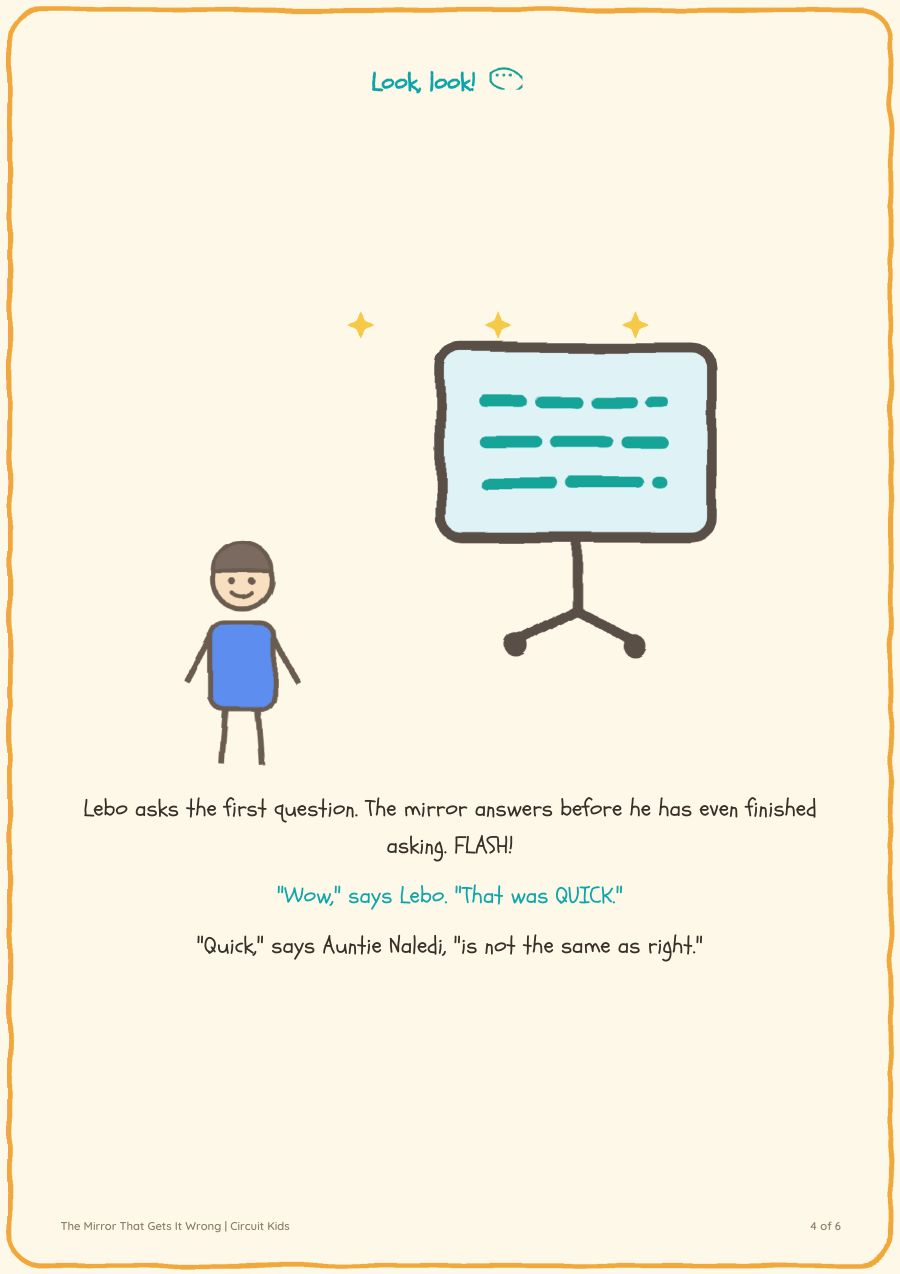 Look, look!
Lebo asks the first question. The mirror answers before he has even finished
asking. FLASH!
"Wow," says Lebo. "That was QUICK."
"Quick," says Auntie Naledi, "is not the same as right."
The Mirror That Gets It Wrong | Circuit Kids
4 of 6